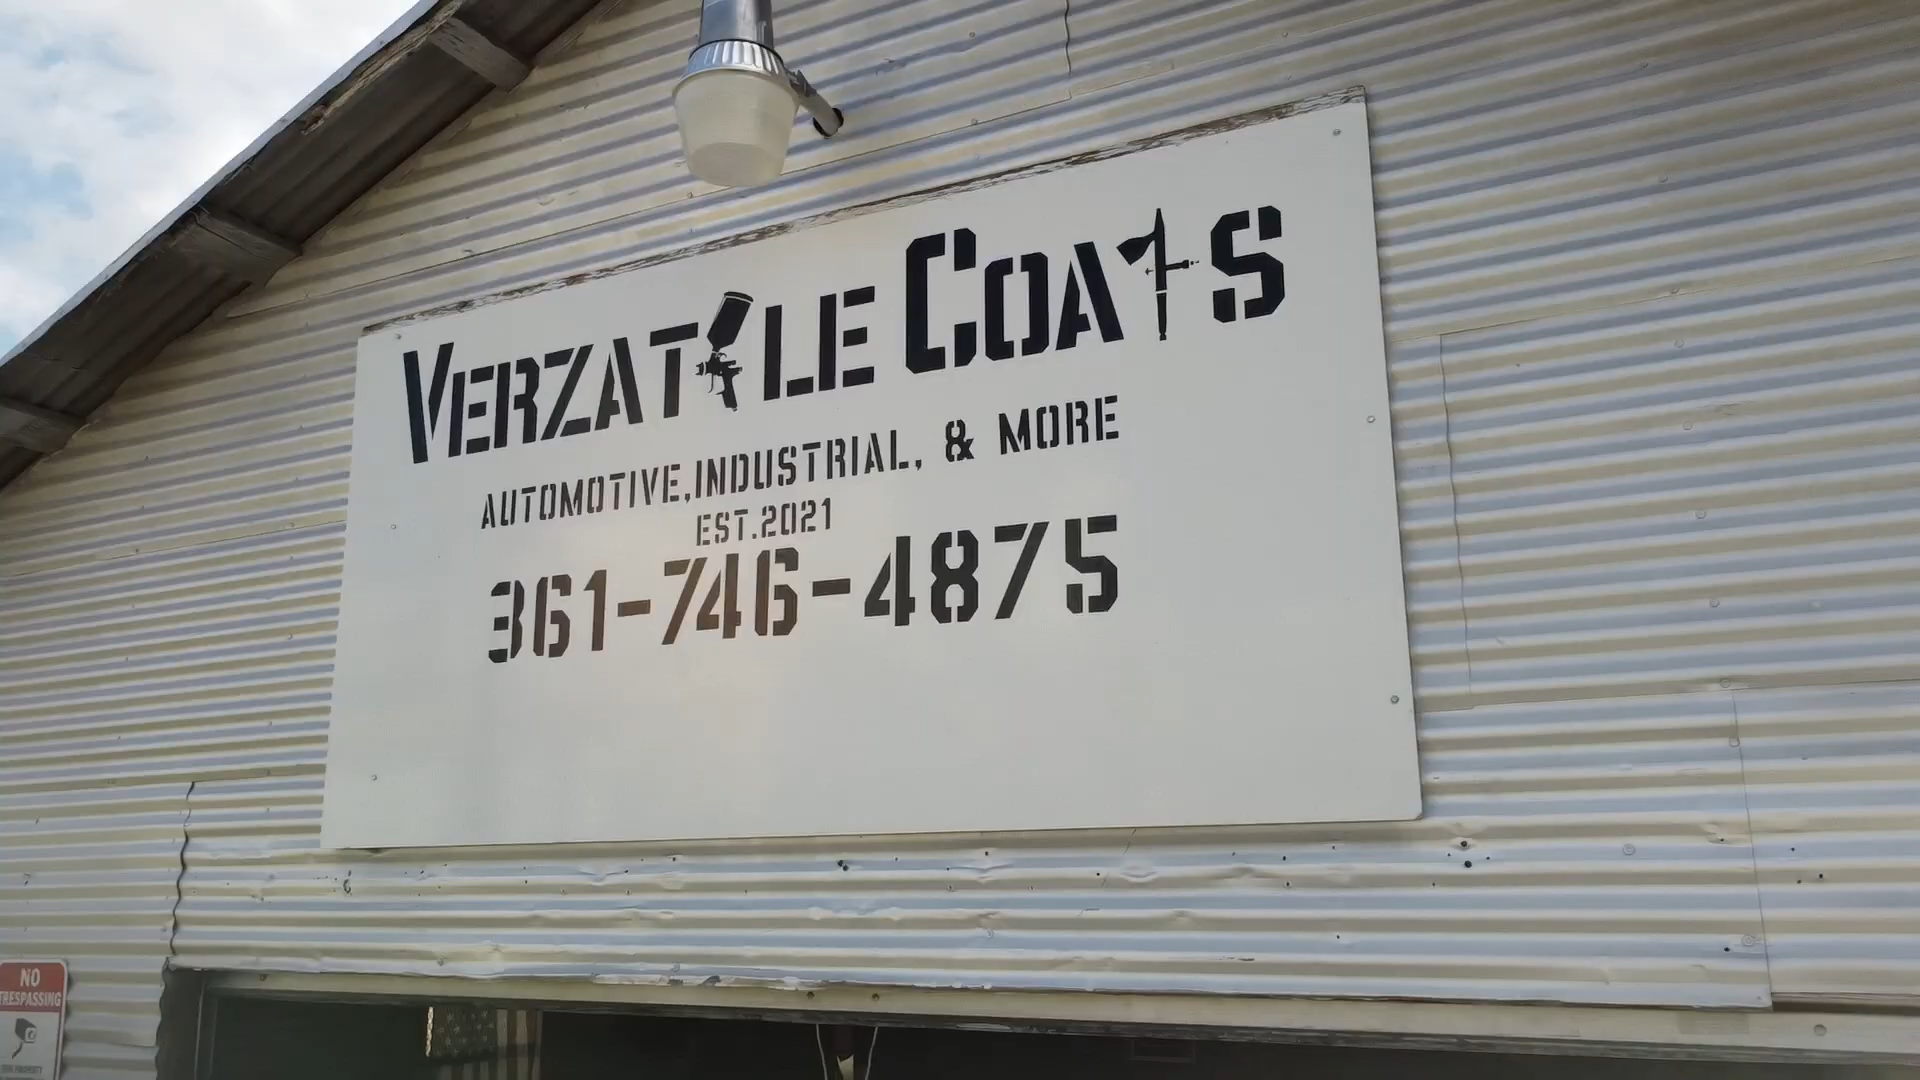 VERZATILE COATS
AUTOMOTIVE, INDUSTRIAL, & MORE
EST.2021
361-746-4875
NO
TRESPASSING